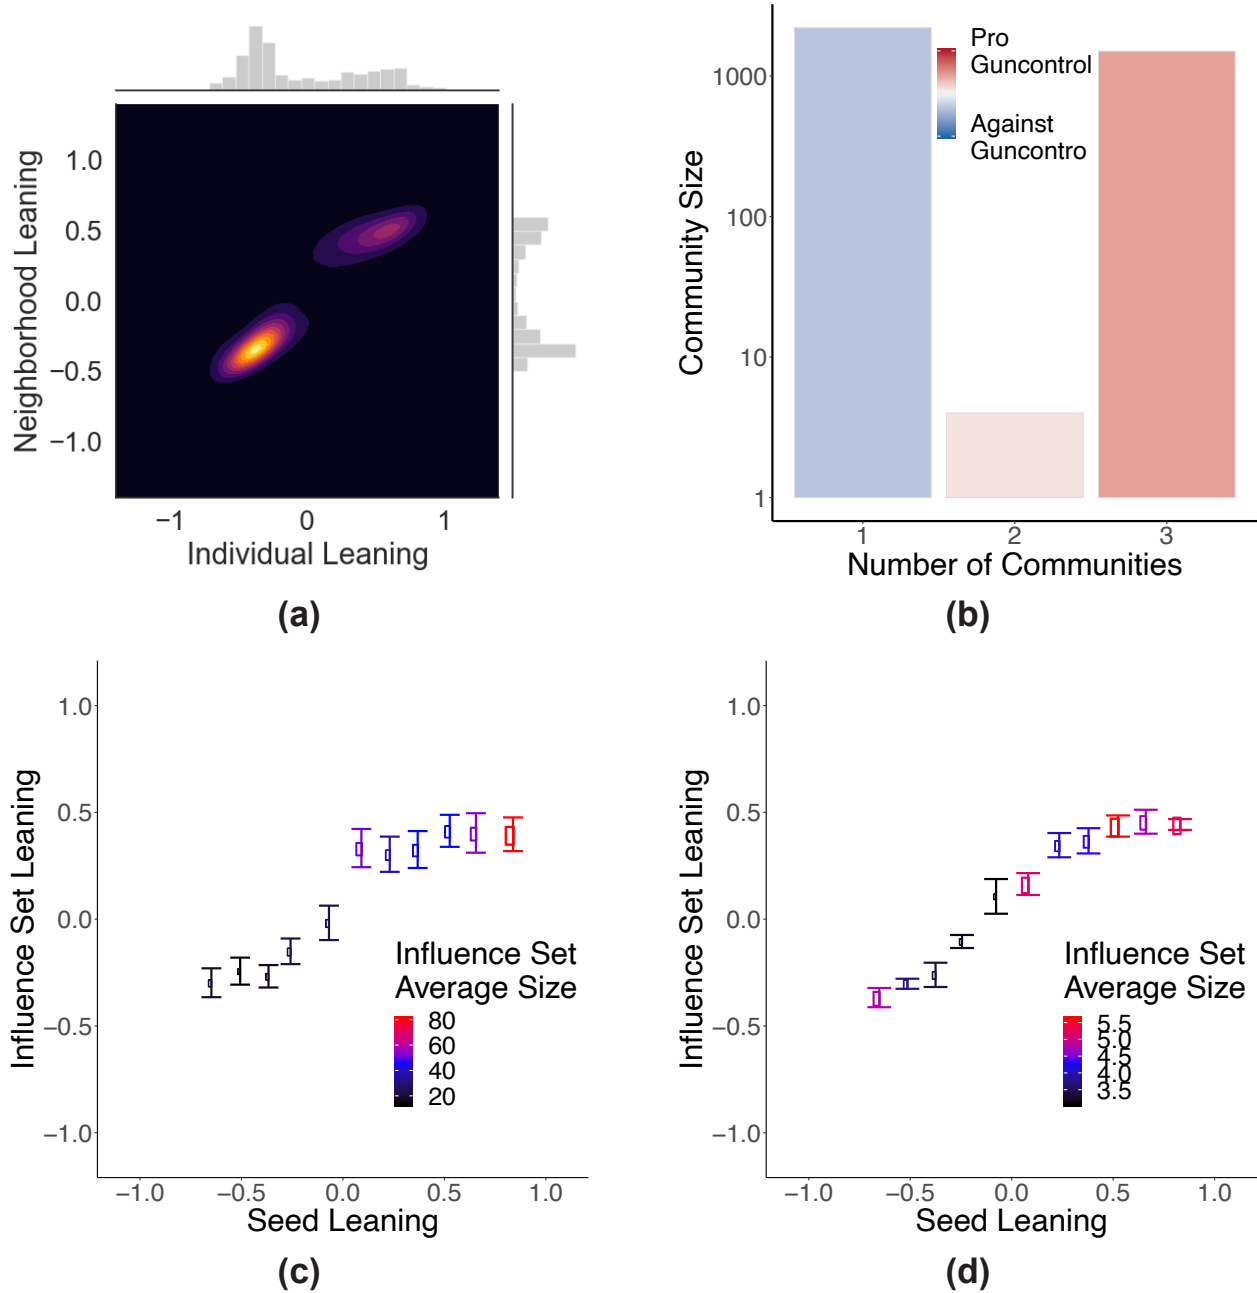 1.0
0.5
0.0
−0.5
−1.0
Neighborhood Leaning
−1 0 1
Individual Leaning
(a)
1000
100
10
1
Community Size
Pro
Guncontrol
Against
Guncontro
1 2 3
Number of Communities
(b)
1.0
0.5
0.0
−0.5
−1.0
Influence Set Leaning
Influence Set
Average Size
80
60
40
20
−1.0 −0.5 0.0 0.5 1.0
Seed Leaning
(c)
1.0
0.5
0.0
−0.5
−1.0
Influence Set Leaning
Influence Set
Average Size
5.5
5.0
4.5
4.0
3.5
−1.0 −0.5 0.0 0.5 1.0
Seed Leaning
(d)